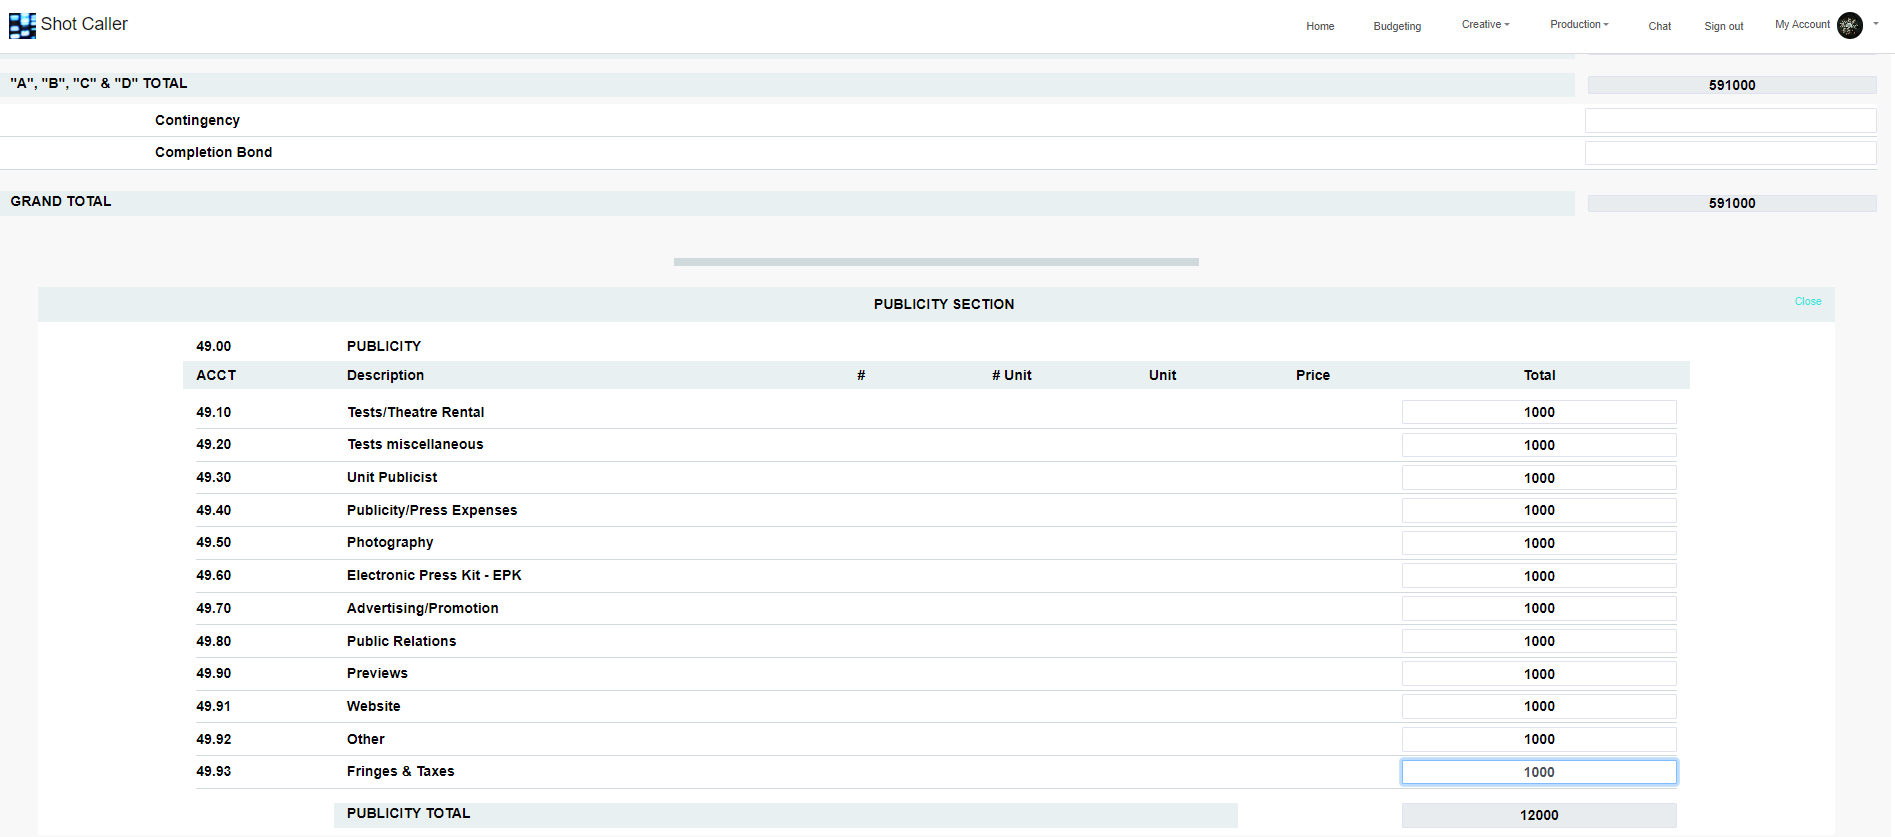 Shot Caller
Home Budgeting Creative Production Chat Sign out My Account
"A", "B", "C" & "D" TOTAL 591000
Contingency
Completion Bond
GRAND TOTAL 591000
PUBLICITY SECTION Close
49.00 PUBLICITY
ACCT Description # # Unit Unit Price Total
49.10 Tests/Theatre Rental 1000
49.20 Tests miscellaneous 1000
49.30 Unit Publicist 1000
49.40 Publicity/Press Expenses 1000
49.50 Photography 1000
49.60 Electronic Press Kit - EPK 1000
49.70 Advertising/Promotion 1000
49.80 Public Relations 1000
49.90 Previews 1000
49.91 Website 1000
49.92 Other 1000
49.93 Fringes & Taxes 1000
PUBLICITY TOTAL 12000